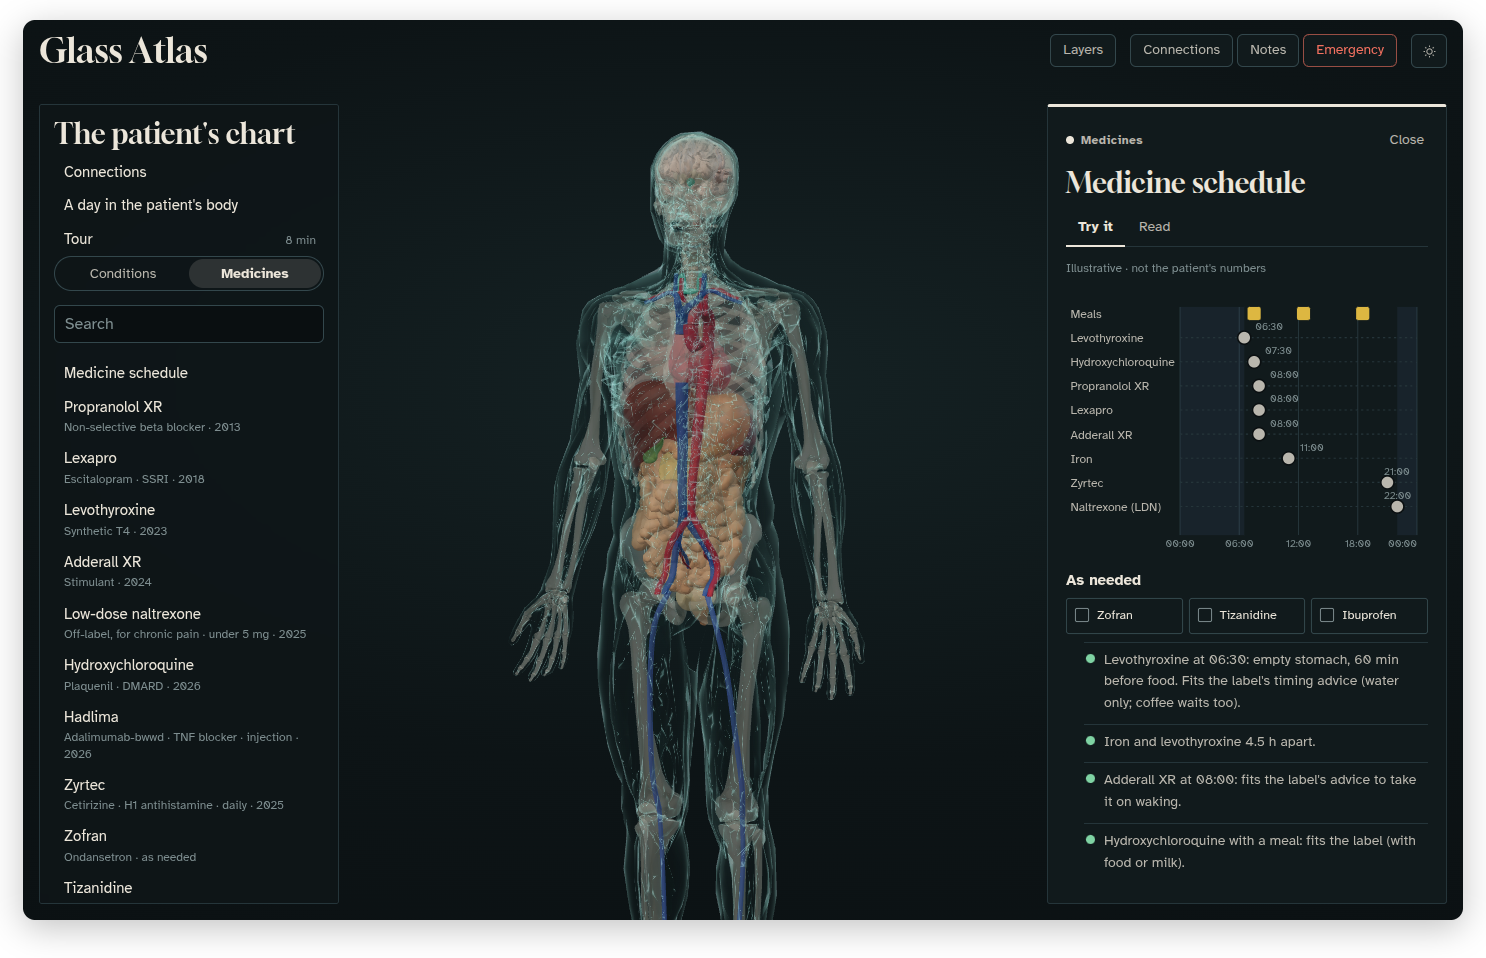 Glass Atlas
Layers
Connections
Notes
Emergency
The patient's chart
Connections
A day in the patient's body
Tour
8 min
Conditions
Medicines
Search
Medicine schedule
Propranolol XR
Non-selective beta blocker · 2013
Lexapro
Escitalopram · SSRI · 2018
Levothyroxine
Synthetic T4 · 2023
Adderall XR
Stimulant · 2024
Low-dose naltrexone
Off-label, for chronic pain · under 5 mg · 2025
Hydroxychloroquine
Plaquenil · DMARD · 2026
Hadlima
Adalimumab-bwwd · TNF blocker · injection ·
2026
Zyrtec
Cetirizine · H1 antihistamine · daily · 2025
Zofran
Ondansetron · as needed
Tizanidine
Medicines
Close
Medicine schedule
Try it
Read
Illustrative · not the patient's numbers
Meals
06:30
Levothyroxine
07:30
Hydroxychloroquine
08:00
Propranolol XR
08:00
Lexapro
08:00
Adderall XR
11:00
Iron
21:00
Zyrtec
22:00
Naltrexone (LDN)
00:00 06:00 12:00 18:00 00:00
As needed
Zofran
Tizanidine
Ibuprofen
Levothyroxine at 06:30: empty stomach, 60 min
before food. Fits the label's timing advice (water
only; coffee waits too).
Iron and levothyroxine 4.5 h apart.
Adderall XR at 08:00: fits the label's advice to take
it on waking.
Hydroxychloroquine with a meal: fits the label (with
food or milk).